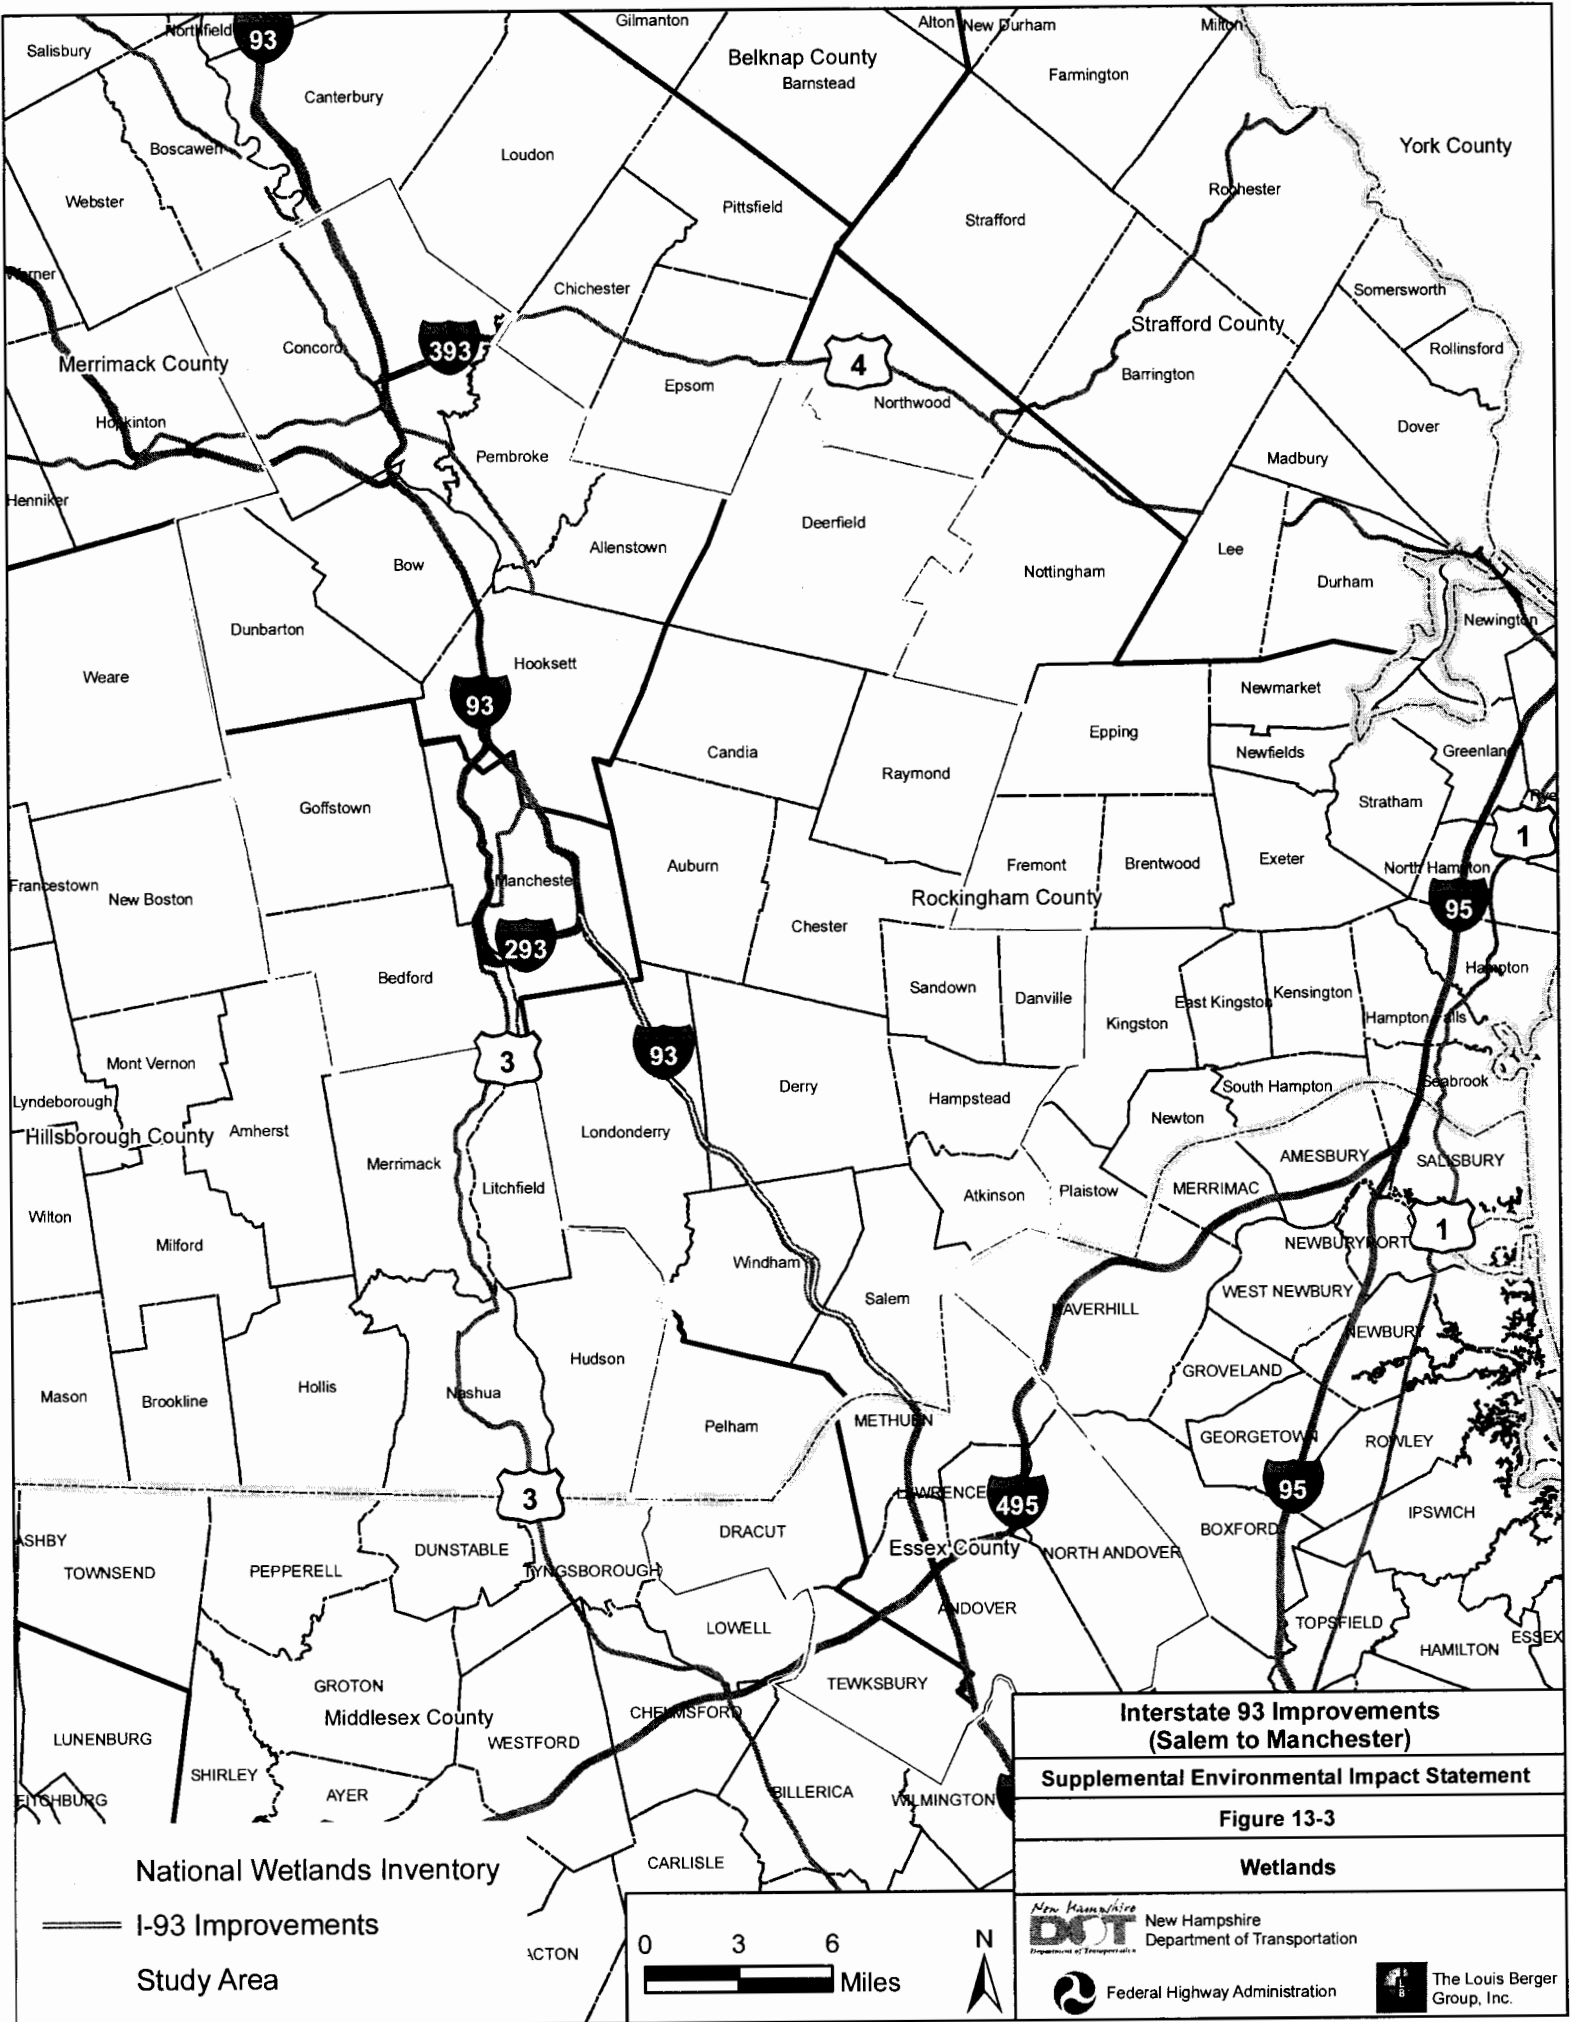 Salisbury
Northfield
93
Gilmanton
Alton
New Durham
Milton
Belknap County
Barnstead
Farmington
Canterbury
York County
Boscawen
Loudon
Webster
Rochester
Pittsfield
Strafford
Warner
Chichester
Somersworth
Strafford County
Concord
393
4
Rollinsford
Merrimack County
Epsom
Barrington
Northwood
Hopkinton
Dover
Pembroke
Madbury
Henniker
Deerfield
Allenstown
Lee
Bow
Nottingham
Durham
Dunbarton
Newington
Hooksett
Weare
93
Newmarket
Epping
Candia
Newfields
Greenland
Raymond
Goffstown
Stratham
Rye
1
Auburn
Fremont
Brentwood
Exeter
North Hampton
Francestown
New Boston
Manchester
Rockingham County
95
Chester
293
Bedford
Hampton
Sandown
Danville
East Kingston
Kensington
Kingston
Hampton Falls
Mont Vernon
3
93
Derry
South Hampton
Seabrook
Lyndeborough
Hampstead
Newton
Hillsborough County
Amherst
Londonderry
AMESBURY
SALISBURY
Merrimack
Litchfield
Atkinson
Plaistow
MERRIMAC
Wilton
Milford
1
NEWBURYPORT
Windham
WEST NEWBURY
Salem
HAVERHILL
NEWBURY
Hudson
GROVELAND
Mason
Brookline
Hollis
Nashua
Pelham
METHUEN
GEORGETOWN
ROWLEY
3
LAWRENCE
495
95
IPSWICH
ASHBY
TOWNSEND
PEPPERELL
DUNSTABLE
DRACUT
BOXFORD
Essex County
NORTH ANDOVER
TYNGSBOROUGH
ANDOVER
LOWELL
TOPSFIELD
HAMILTON
ESSEX
GROTON
TEWKSBURY
Middlesex County
CHELMSFORD
LUNENBURG
WESTFORD
SHIRLEY
AYER
BILLERICA
WILMINGTON
FITCHBURG
CARLISLE
ACTON
National Wetlands Inventory
I-93 Improvements
Study Area
0 3 6
Miles
N
Interstate 93 Improvements
(Salem to Manchester)
Supplemental Environmental Impact Statement
Figure 13-3
Wetlands
New Hampshire
DOT
Department of Transportation
New Hampshire
Department of Transportation
Federal Highway Administration
L
B
The Louis Berger
Group, Inc.